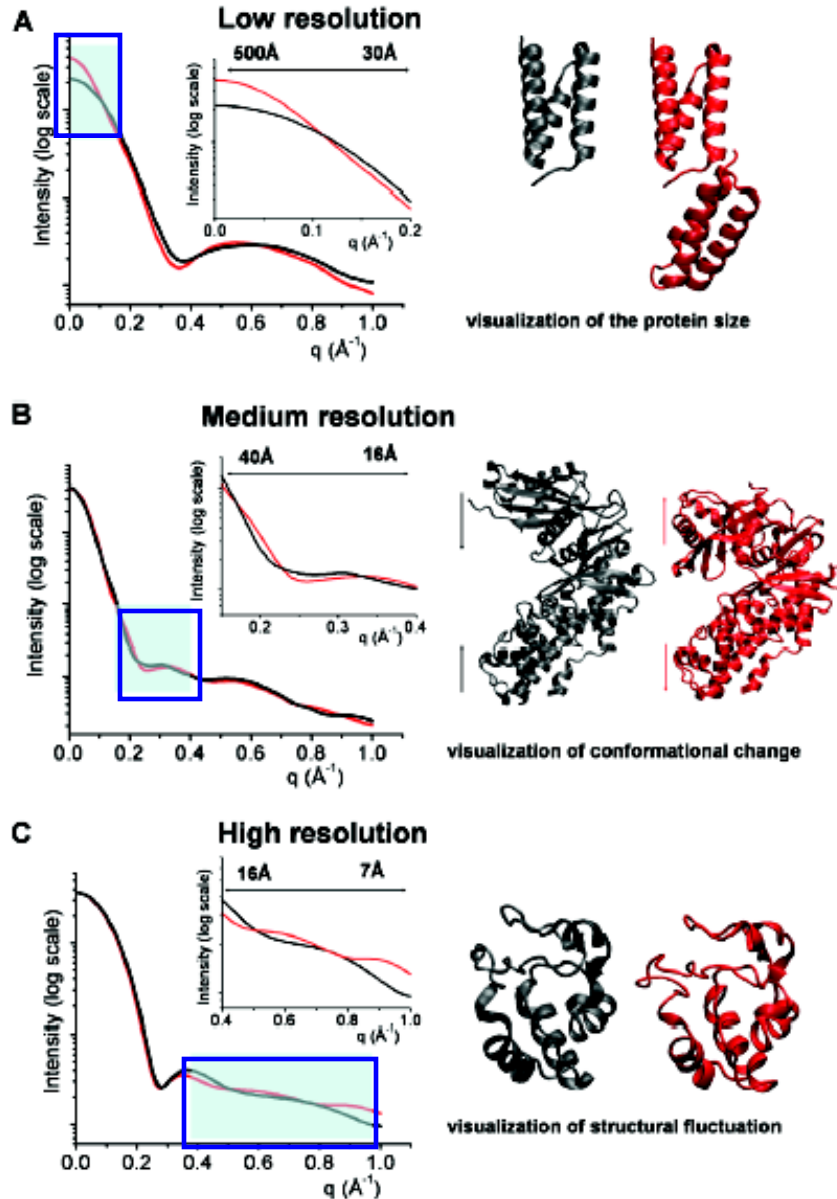 A
Low resolution
Intensity (log scale)
0.0 0.2 0.4 0.6 0.8 1.0
q (Å⁻¹)
500Å 30Å
Intensity (log scale)
0.0 0.1 0.2
q (Å⁻¹)
visualization of the protein size
B
Medium resolution
Intensity (log scale)
0.0 0.2 0.4 0.6 0.8 1.0
q (Å⁻¹)
40Å 16Å
Intensity (log scale)
0.2 0.3 0.4
q (Å⁻¹)
visualization of conformational change
C
High resolution
Intensity (log scale)
0.0 0.2 0.4 0.6 0.8 1.0
q (Å⁻¹)
16Å 7Å
Intensity (log scale)
0.4 0.6 0.8 1.0
q (Å⁻¹)
visualization of structural fluctuation